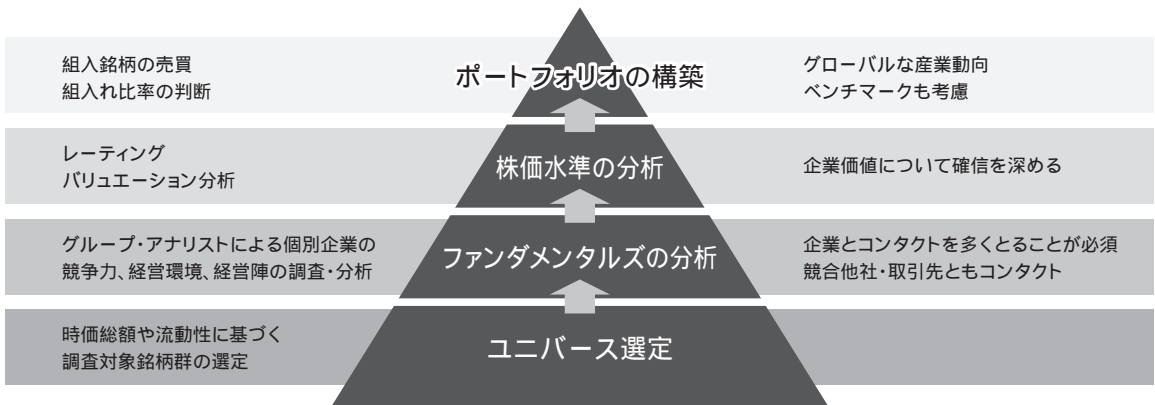 組入銘柄の売買
組入れ比率の判断
ポートフォリオの構築
グローバルな産業動向
ベンチマークも考慮
レーティング
バリュエーション分析
株価水準の分析
企業価値について確信を深める
グループ・アナリストによる個別企業の
競争力、経営環境、経営陣の調査・分析
ファンダメンタルズの分析
企業とコンタクトを多くとることが必須
競合他社・取引先ともコンタクト
時価総額や流動性に基づく
調査対象銘柄群の選定
ユニバース選定